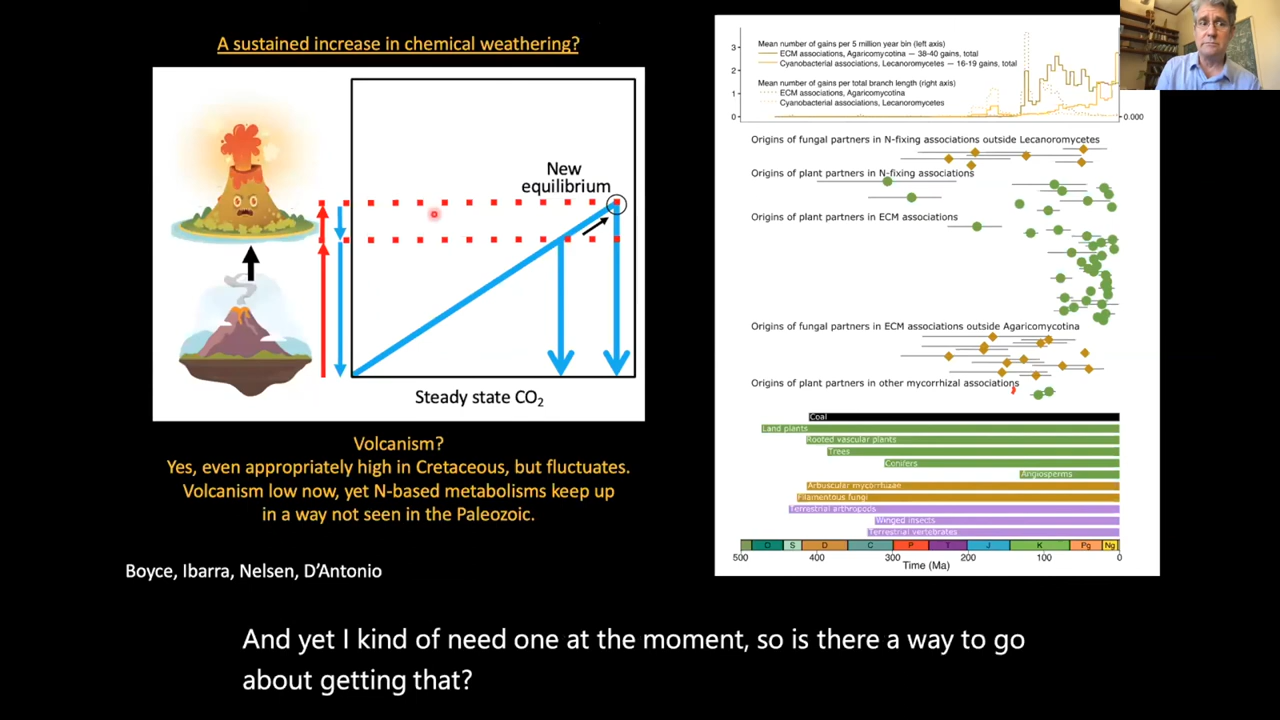 A sustained increase in chemical weathering?
New
equilibrium
Steady state CO2
Volcanism?
Yes, even appropriately high in Cretaceous, but fluctuates.
Volcanism low now, yet N-based metabolisms keep up
in a way not seen in the Paleozoic.
Boyce, Ibarra, Nelsen, D'Antonio
Mean number of gains per 5 million year bin (left axis)
ECM associations, Agaricomycotina — 38-40 gains, total
Cyanobacterial associations, Lecanoromycetes — 16-19 gains, total
Mean number of gains per total branch length (right axis)
ECM associations, Agaricomycotina
Cyanobacterial associations, Lecanoromycetes
3
2
1
0
0.000
Origins of fungal partners in N-fixing associations outside Lecanoromycetes
Origins of plant partners in N-fixing associations
Origins of plant partners in ECM associations
Origins of fungal partners in ECM associations outside Agaricomycotina
Origins of plant partners in other mycorrhizal associations
Coal
Land plants
Rooted vascular plants
Trees
Conifers
Angiosperms
Arbuscular mycorrhizae
Filamentous fungi
Terrestrial arthropods
Winged insects
Terrestrial vertebrates
O S D C P T J K Pg Ng
500 400 300 200 100 0
Time (Ma)
And yet I kind of need one at the moment, so is there a way to go
about getting that?